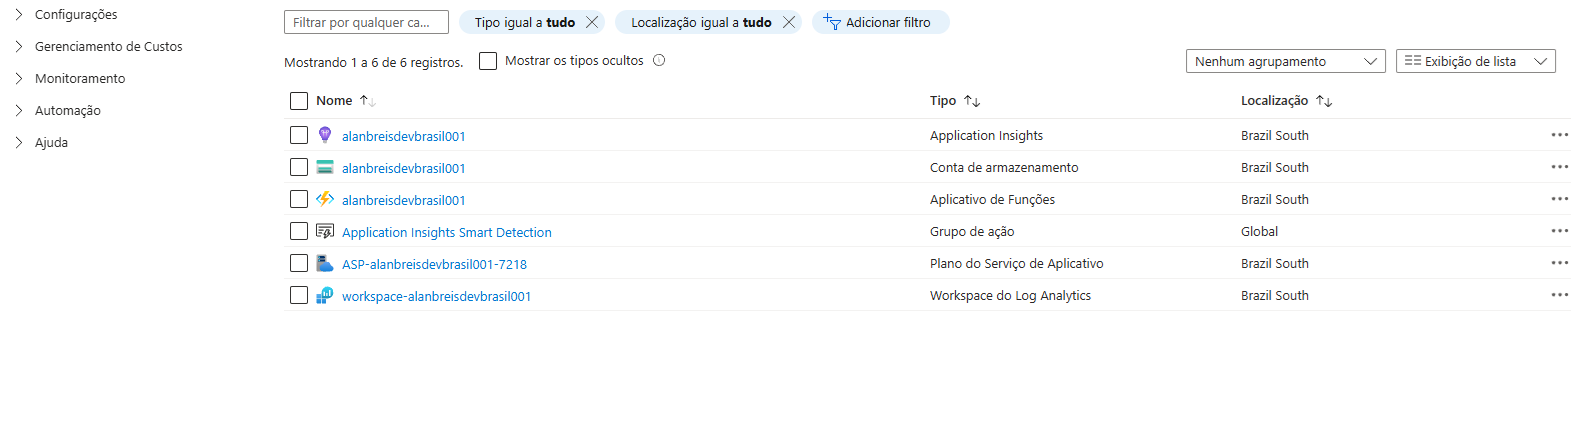 Configurações
Gerenciamento de Custos
Monitoramento
Automação
Ajuda
Filtrar por qualquer ca... Tipo igual a tudo Localização igual a tudo Adicionar filtro
Mostrando 1 a 6 de 6 registros. Mostrar os tipos ocultos Nenhum agrupamento Exibição de lista
Nome Tipo Localização
alanbreisdevbrasil001 Application Insights Brazil South
alanbreisdevbrasil001 Conta de armazenamento Brazil South
alanbreisdevbrasil001 Aplicativo de Funções Brazil South
Application Insights Smart Detection Grupo de ação Global
ASP-alanbreisdevbrasil001-7218 Plano do Serviço de Aplicativo Brazil South
workspace-alanbreisdevbrasil001 Workspace do Log Analytics Brazil South